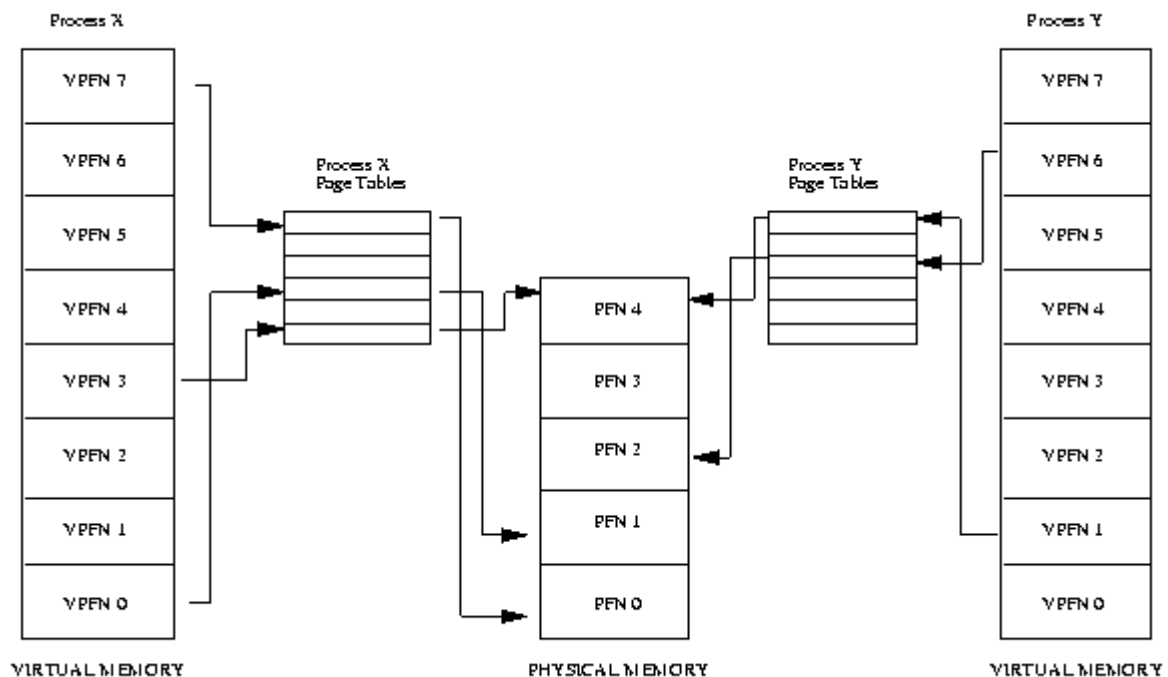 Process X
Process Y
VPFN 7
VPFN 6
VPFN 5
VPFN 4
VPFN 3
VPFN 2
VPFN 1
VPFN 0
VIRTUAL MEMORY
Process X
Page Tables
PFN 4
PFN 3
PFN 2
PFN 1
PFN 0
PHYSICAL MEMORY
Process Y
Page Tables
VPFN 7
VPFN 6
VPFN 5
VPFN 4
VPFN 3
VPFN 2
VPFN 1
VPFN 0
VIRTUAL MEMORY